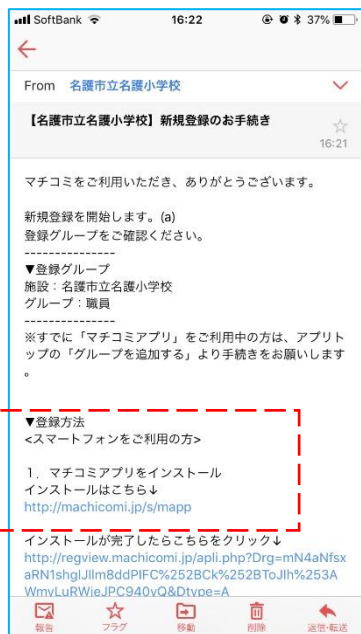 SoftBank 16:22 37%
From 名護市立名護小学校
【名護市立名護小学校】新規登録のお手続き
16:21
マチコミをご利用いただき、ありがとうございます。
新規登録を開始します。(a)
登録グループをご確認ください。
---------------
▼登録グループ
施設：名護市立名護小学校
グループ：職員
---------------
※すでに「マチコミアプリ」をご利用中の方は、アプリト
ップの「グループを追加する」より手続きをお願いします
。
▼登録方法
<スマートフォンをご利用の方>
１．マチコミアプリをインストール
インストールはこちら↓
http://machicomi.jp/s/mapp
インストールが完了したらこちらをクリック↓
http://regview.machicomi.jp/apli.php?Drg=mN4aNfsx
aRN1shglJIlm8ddPIFC%252BCk%252BToJIh%253A
WmyLuRWjeJPC940yQ&Dtype=A
報告 フラグ 移動 削除 返信・転送